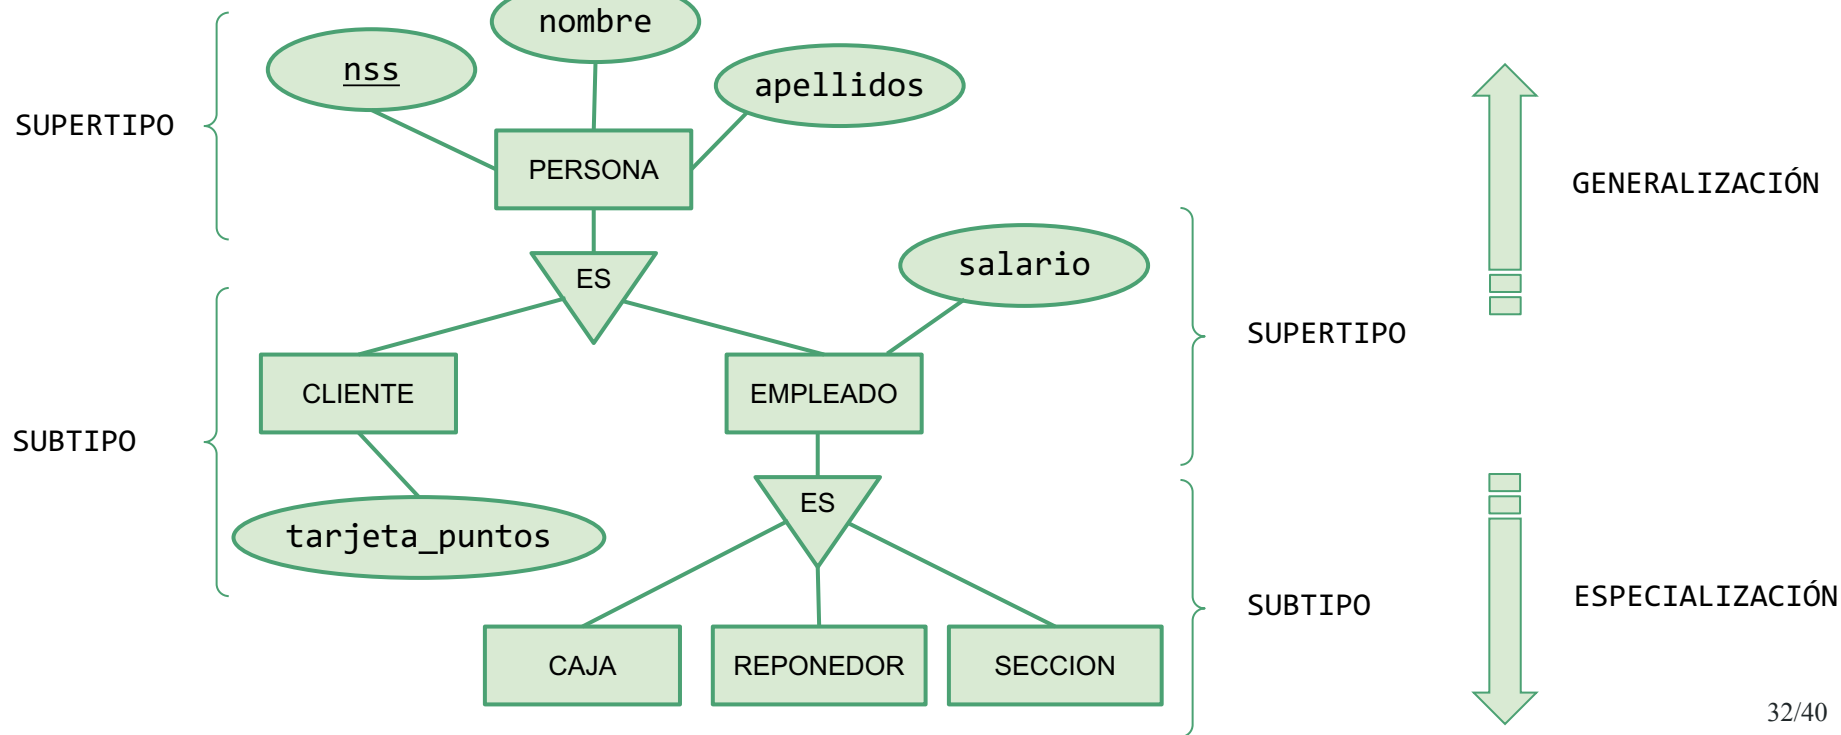 nombre
nss
apellidos
SUPERTIPO
PERSONA
GENERALIZACIÓN
ES
salario
SUPERTIPO
CLIENTE
EMPLEADO
SUBTIPO
ES
tarjeta_puntos
ESPECIALIZACIÓN
SUBTIPO
CAJA
REPONEDOR
SECCION
32/40